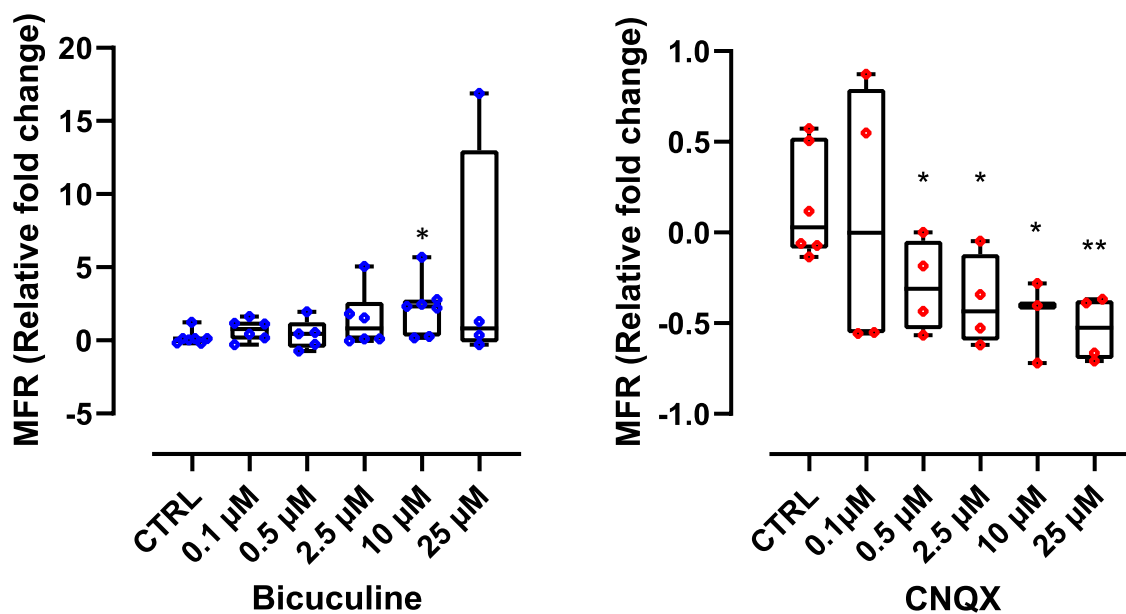 MFR (Relative fold change)
20
15
10
5
0
-5
CTRL
0.1 µM
0.5 µM
2.5 µM
10 µM
25 µM
*
Bicuculine
MFR (Relative fold change)
1.0
0.5
0.0
-0.5
-1.0
CTRL
0.1µM
0.5 µM
2.5 µM
10 µM
25 µM
*
*
*
**
CNQX